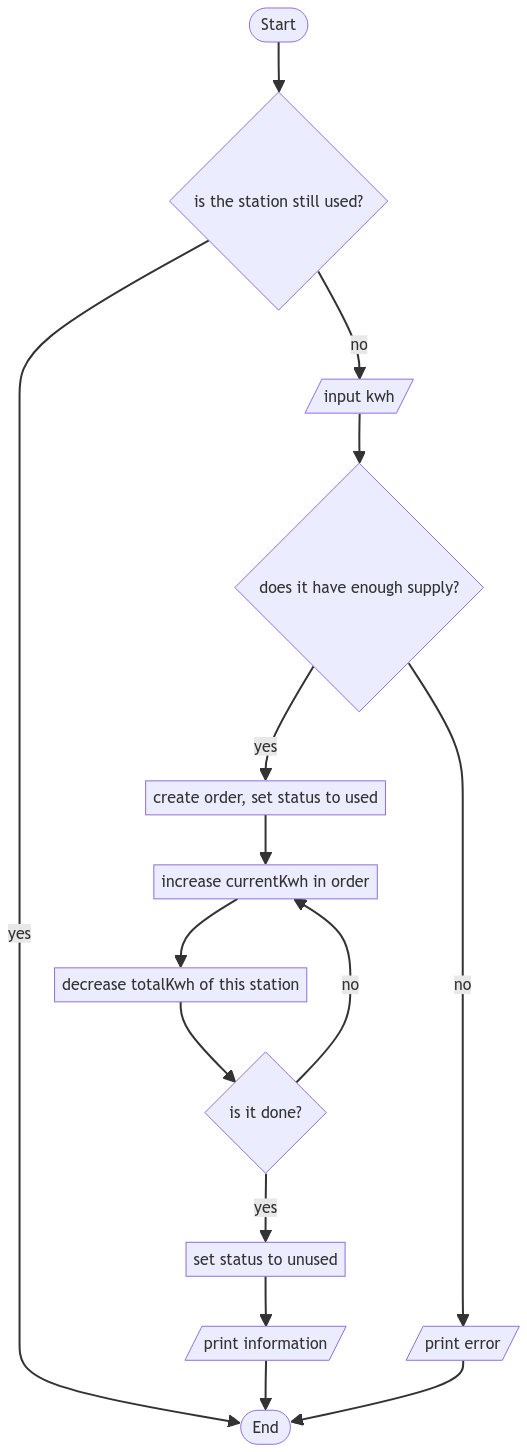 Start
is the station still used?
no
input kwh
does it have enough supply?
yes
create order, set status to used
increase currentKwh in order
yes
decrease totalKwh of this station
no
no
is it done?
yes
set status to unused
print information
print error
End